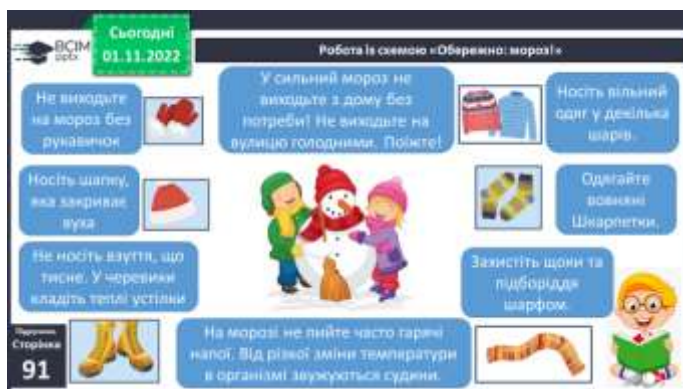 Сьогодні
01.11.2022
ВСІМ
pptx
Робота із схемою «Обережно: мороз!»
Не виходьте
на мороз без
рукавичок
У сильний мороз не
виходьте з дому без
потреби! Не виходьте на
вулицю голодними. Поїжте!
Носіть вільний
одяг у декілька
шарів.
Носіть шапку,
яка закриває
вуха
Одягайте
вовняні
Шкарпетки.
Не носіть взуття, що
тисне. У черевики
кладіть теплі устілки
Захистіть щоки та
підборіддя
шарфом.
На морозі не пийте часто гарячі
напої. Від різкої зміни температури
в організмі звужуються судини.
Підручник.
Сторінка
91